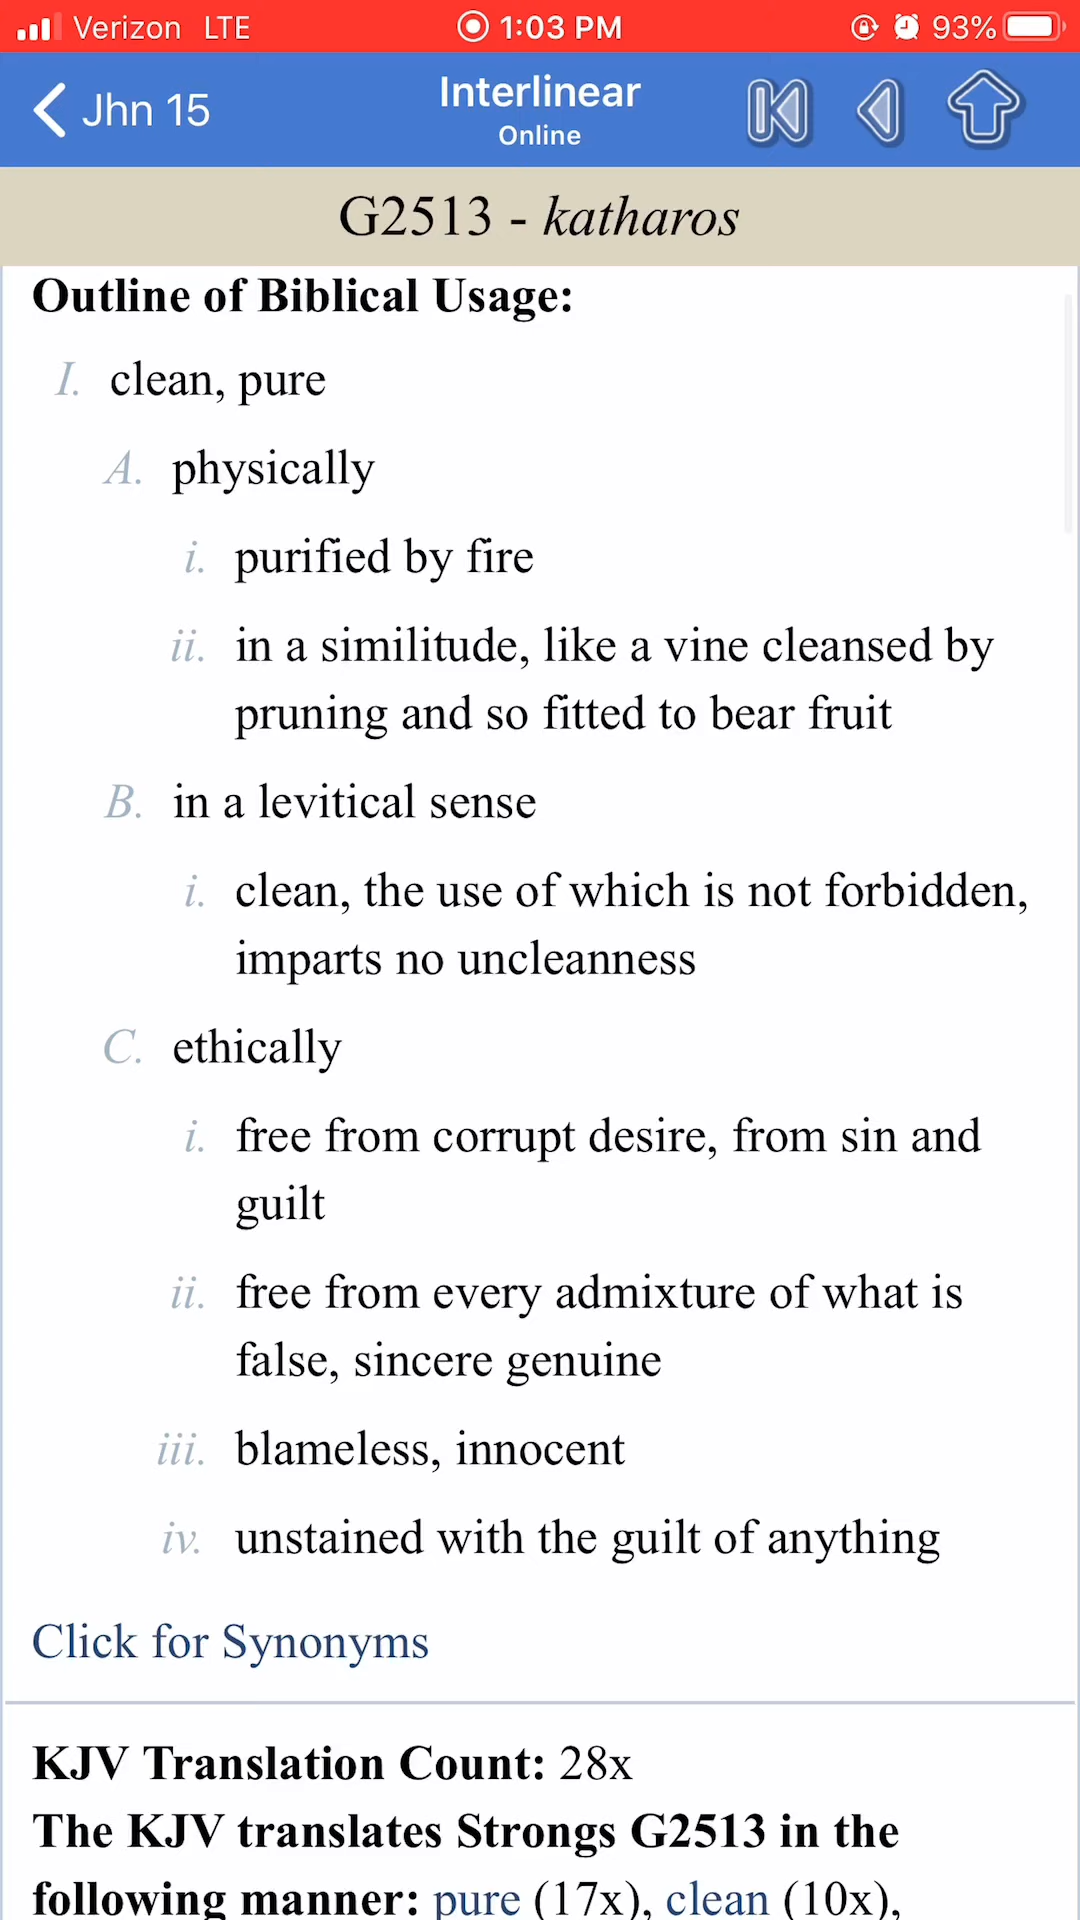 Verizon LTE 1:03 PM 93%
Jhn 15 Interlinear
Online
G2513 - katharos
Outline of Biblical Usage:
I. clean, pure
A. physically
i. purified by fire
ii. in a similitude, like a vine cleansed by
pruning and so fitted to bear fruit
B. in a levitical sense
i. clean, the use of which is not forbidden,
imparts no uncleanness
C. ethically
i. free from corrupt desire, from sin and
guilt
ii. free from every admixture of what is
false, sincere genuine
iii. blameless, innocent
iv. unstained with the guilt of anything
Click for Synonyms
KJV Translation Count: 28x
The KJV translates Strongs G2513 in the
following manner: pure (17x), clean (10x),